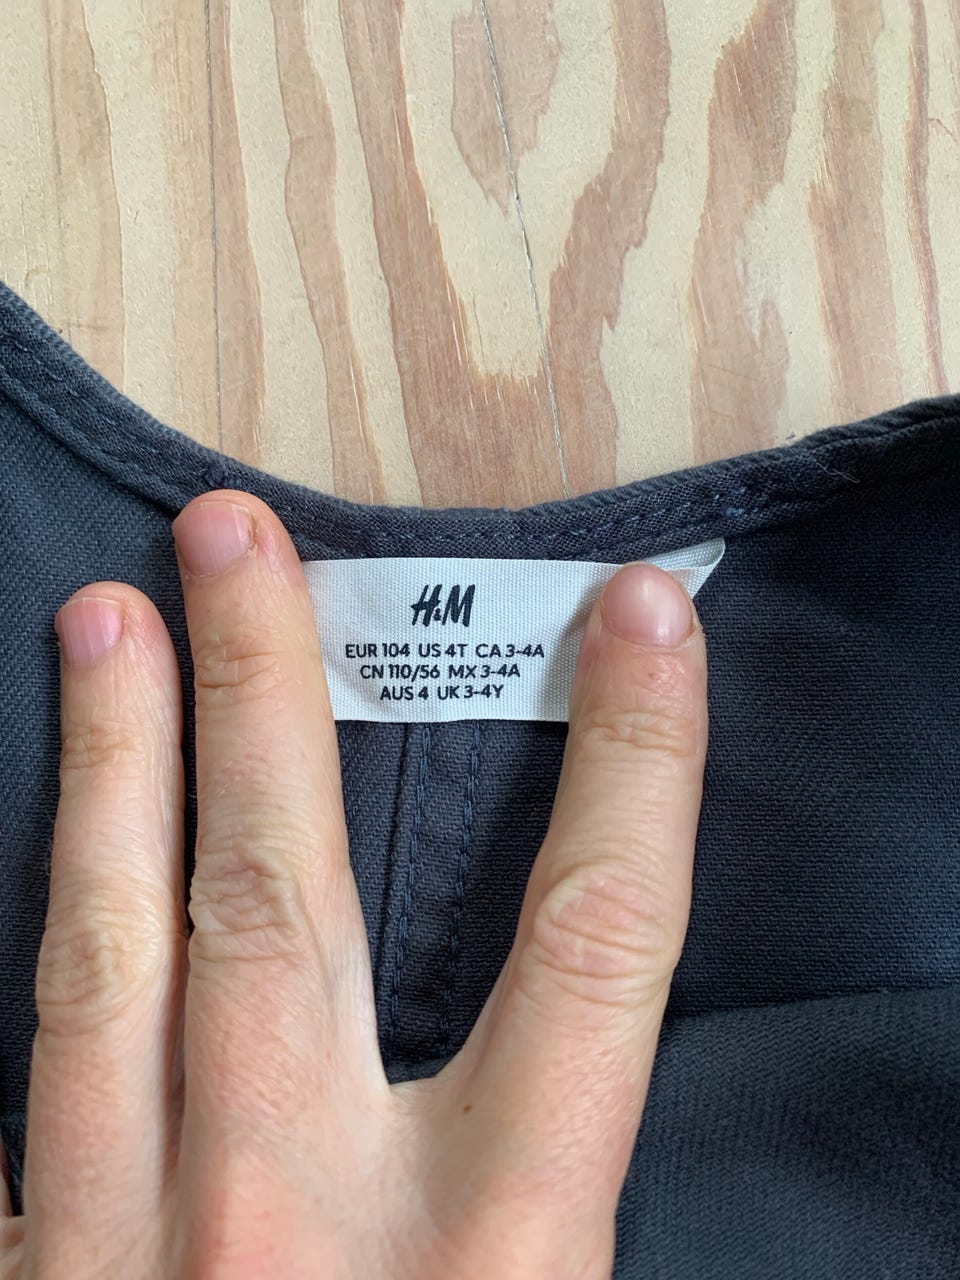 H&M
EUR 104 US 4T CA 3-4A
CN 110/56 MX 3-4A
AUS 4 UK 3-4Y